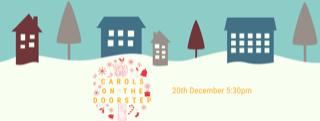 CAROLS
ON THE
DOORSTEP
20th December 5:30pm